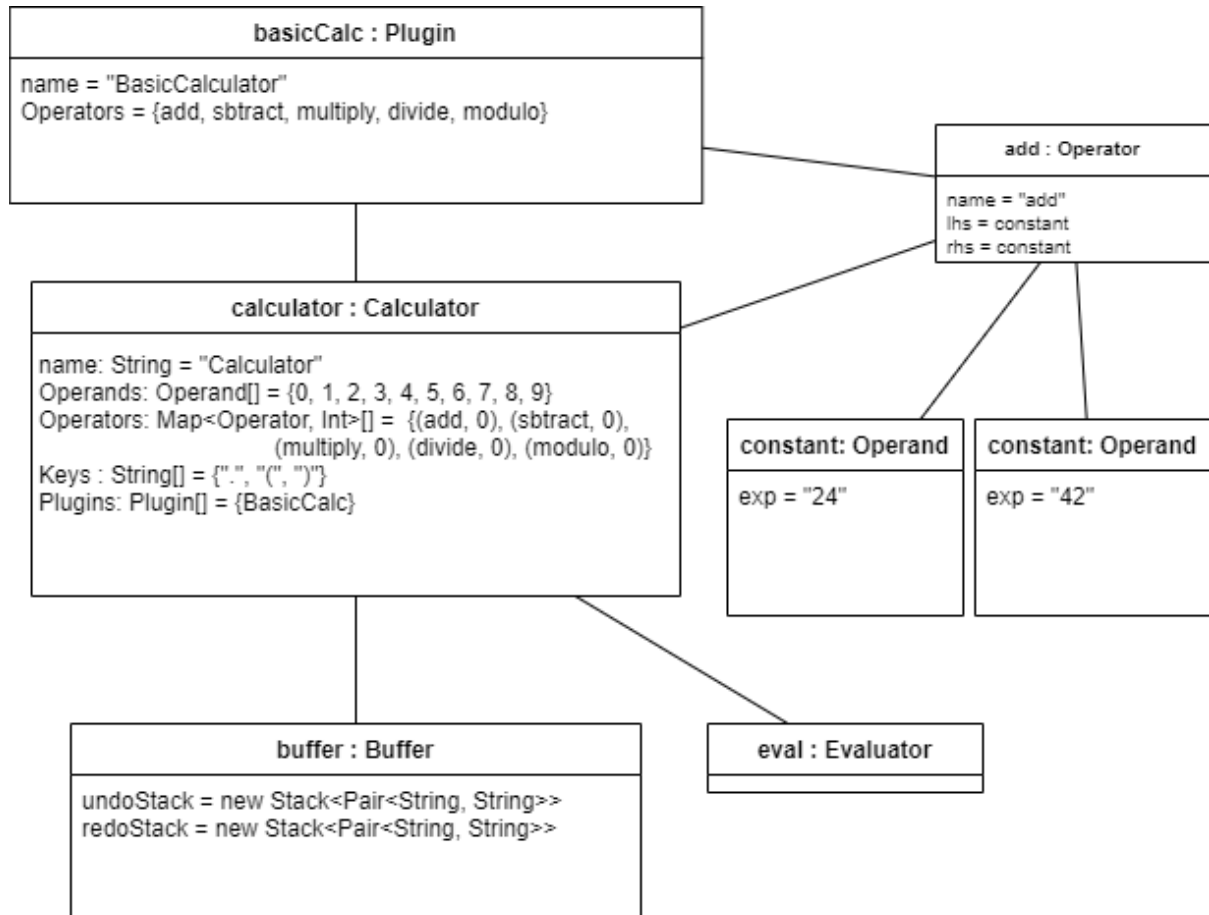 basicCalc : Plugin
name = "BasicCalculator"
Operators = {add, sbtract, multiply, divide, modulo}
add : Operator
name = "add"
lhs = constant
rhs = constant
calculator : Calculator
name: String = "Calculator"
Operands: Operand[] = {0, 1, 2, 3, 4, 5, 6, 7, 8, 9}
Operators: Map<Operator, Int>[] = {(add, 0), (sbtract, 0),
(multiply, 0), (divide, 0), (modulo, 0)}
Keys : String[] = {".", "(", ")"}
Plugins: Plugin[] = {BasicCalc}
constant: Operand
exp = "24"
constant: Operand
exp = "42"
buffer : Buffer
undoStack = new Stack<Pair<String, String>>
redoStack = new Stack<Pair<String, String>>
eval : Evaluator